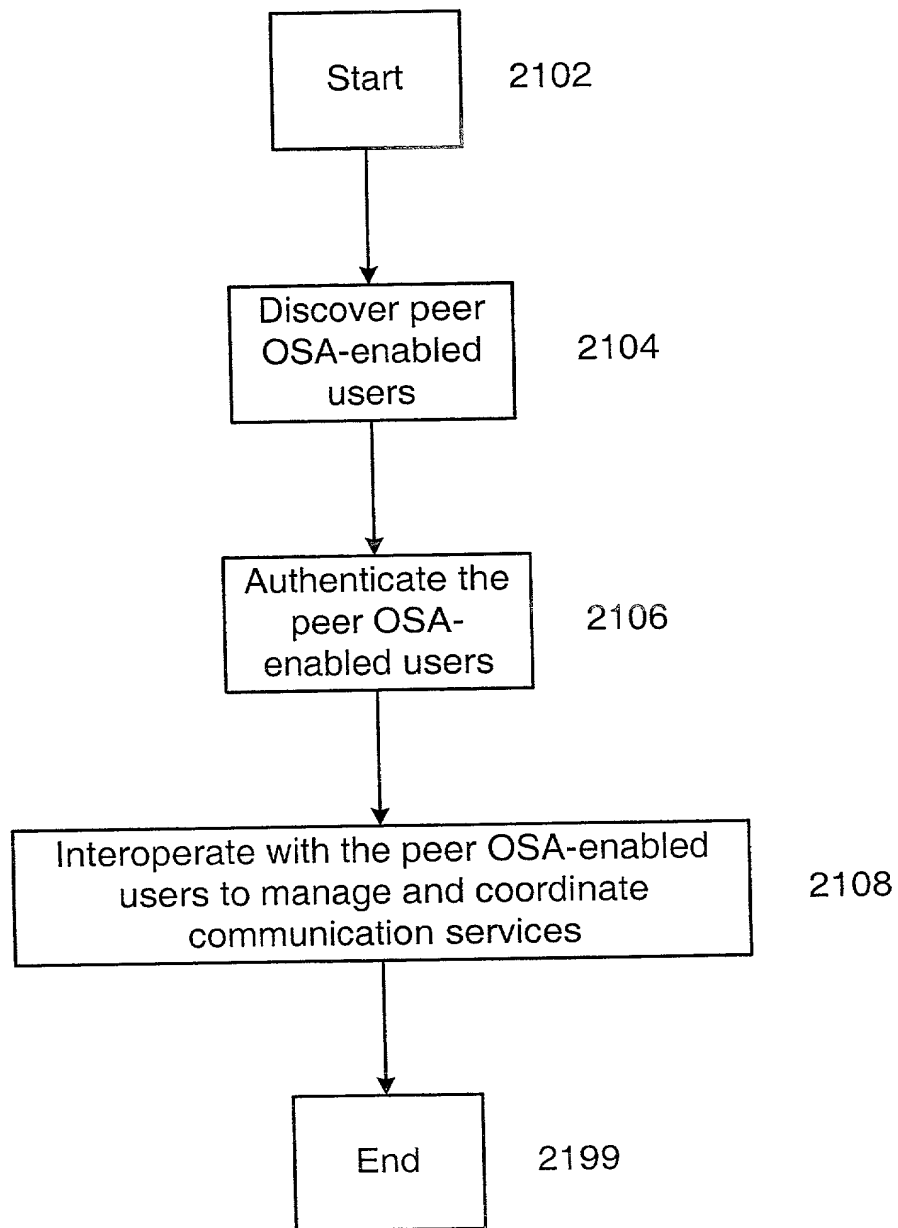 Start
2102
Discover peer
OSA-enabled
users
2104
Authenticate the
peer OSA-
enabled users
2106
Interoperate with the peer OSA-enabled
users to manage and coordinate
communication services
2108
End
2199